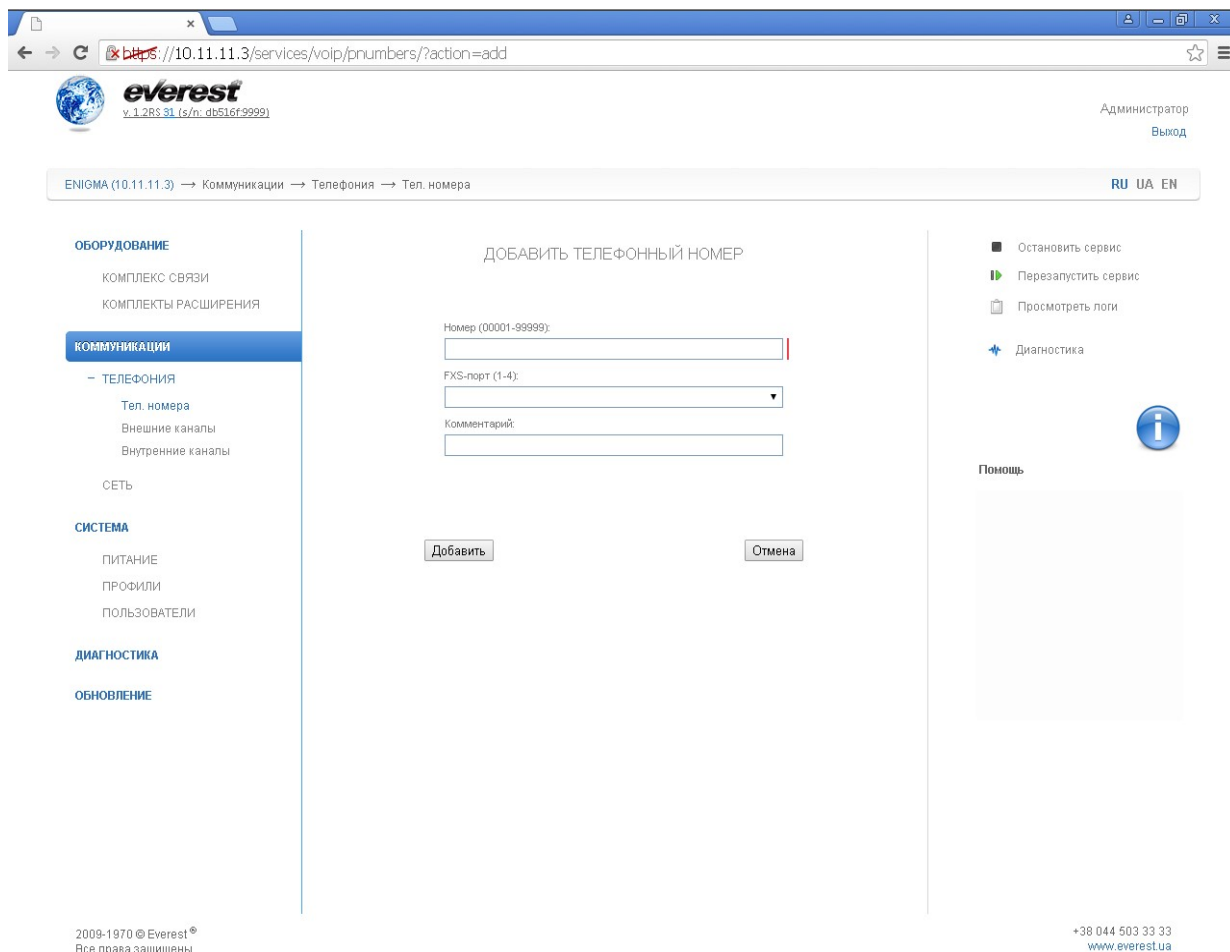 https://10.11.11.3/services/voip/pnumbers/?action=add
everest
v. 1.2RS 31 (s/n: db516f:9999)
Администратор
Выход
ENIGMA (10.11.11.3) → Коммуникации → Телефония → Тел. номера
RU UA EN
ОБОРУДОВАНИЕ
КОМПЛЕКС СВЯЗИ
КОМПЛЕКТЫ РАСШИРЕНИЯ
КОММУНИКАЦИИ
– ТЕЛЕФОНИЯ
Тел. номера
Внешние каналы
Внутренние каналы
СЕТЬ
СИСТЕМА
ПИТАНИЕ
ПРОФИЛИ
ПОЛЬЗОВАТЕЛИ
ДИАГНОСТИКА
ОБНОВЛЕНИЕ
ДОБАВИТЬ ТЕЛЕФОННЫЙ НОМЕР
Номер (00001-99999):
FXS-порт (1-4):
Комментарий:
Добавить
Отмена
Остановить сервис
Перезапустить сервис
Просмотреть логи
Диагностика
Помощь
2009-1970 © Everest ®
Все права защищены
+38 044 503 33 33
www.everest.ua